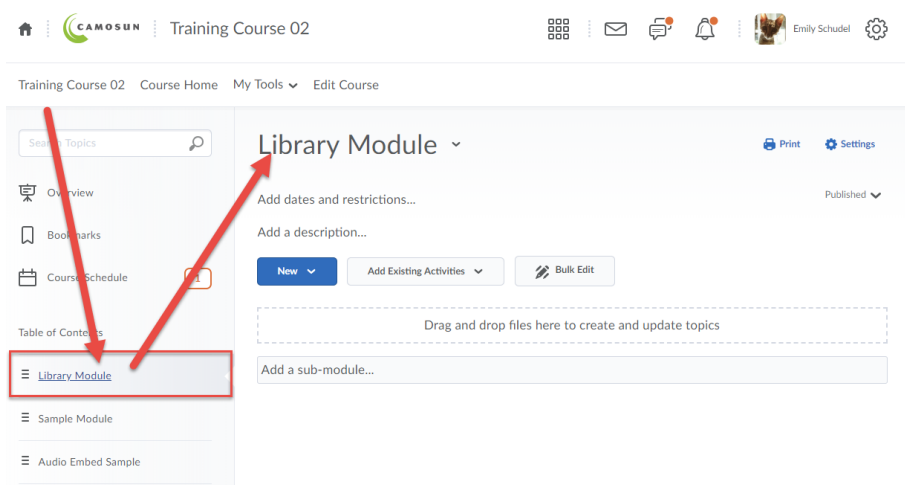 CAMOSUN
Training Course 02
Emily Schudel
Training Course 02 Course Home My Tools Edit Course
Search Topics
Overview
Bookmarks
Course Schedule 1
Table of Contents
Library Module
Sample Module
Audio Embed Sample
Library Module
Print Settings
Published
Add dates and restrictions...
Add a description...
New Add Existing Activities Bulk Edit
Drag and drop files here to create and update topics
Add a sub-module...